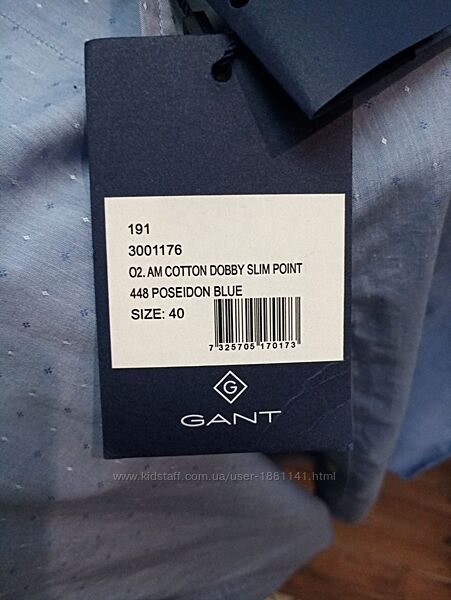 191
3001176
O2. AM COTTON DOBBY SLIM POINT
448 POSEIDON BLUE
SIZE: 40
7 325705 170173
G
GANT
www.kidstaff.com.ua/user-1881141.html